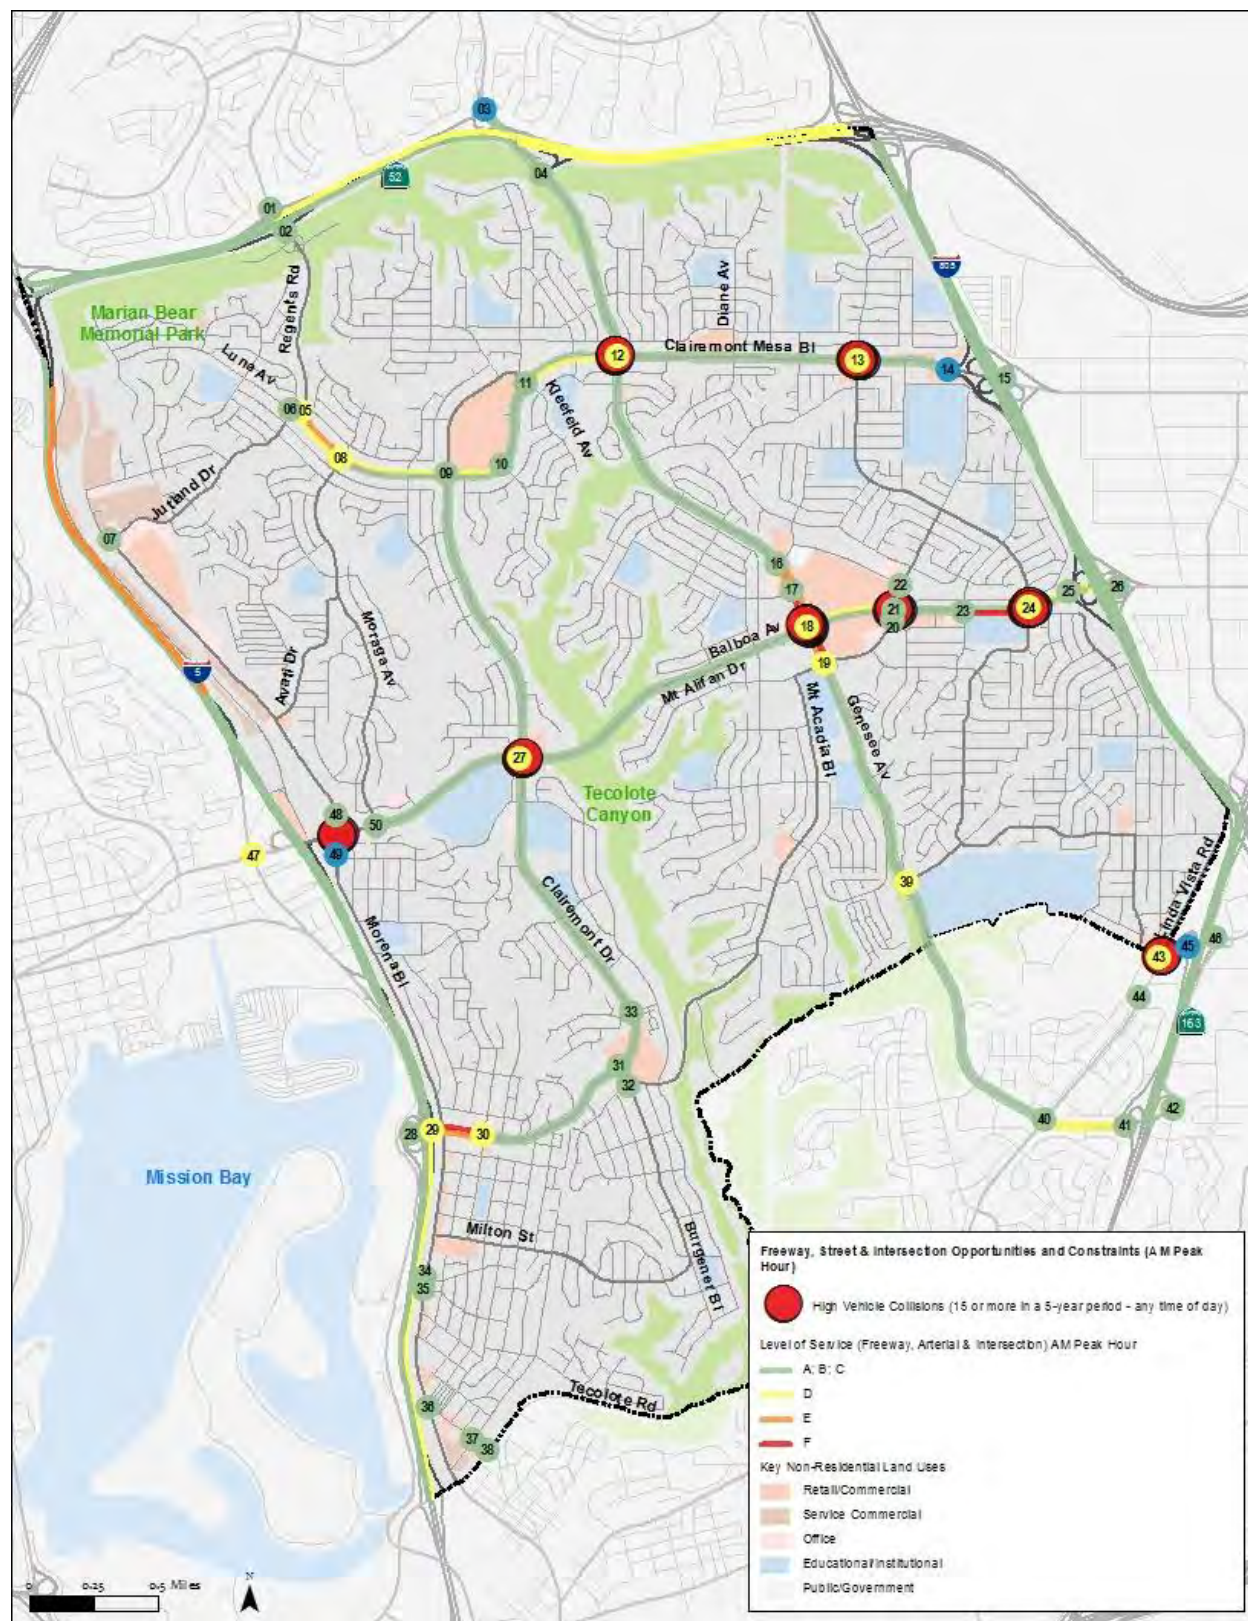 03
04
52
01
02
805
Marian Bear
Memorial Park
Regents Rd
Diane Av
Luna Av
Clairemont Mesa Bl
12
13
14
15
11
Kleefeld Av
06
05
08
09
10
Jutland Dr
07
16
17
22
21
20
23
24
25
26
18
19
Balboa Av
Mt Alifan Dr
Moraga Av
Avati Dr
5
Mt Acadia Bl
Genesee Av
27
Tecolote
Canyon
48
50
49
47
39
Linda Vista Rd
Clairemont Dr
Morena Bl
43
45
46
44
163
33
31
32
28
29
30
40
41
42
Mission Bay
Milton St
Burgener Bl
34
35
Tecolote Rd
36
37
38
Freeway, Street & Intersection Opportunities and Constraints (AM Peak
Hour)
High Vehicle Collisions (15 or more in a 5-year period - any time of day)
Level of Service (Freeway, Arterial & Intersection) AM Peak Hour
A; B; C
D
E
F
Key Non-Residential Land Uses
Retail/Commercial
Service Commercial
Office
Educational/Institutional
Public/Government
0 0.25 0.5 Miles
N